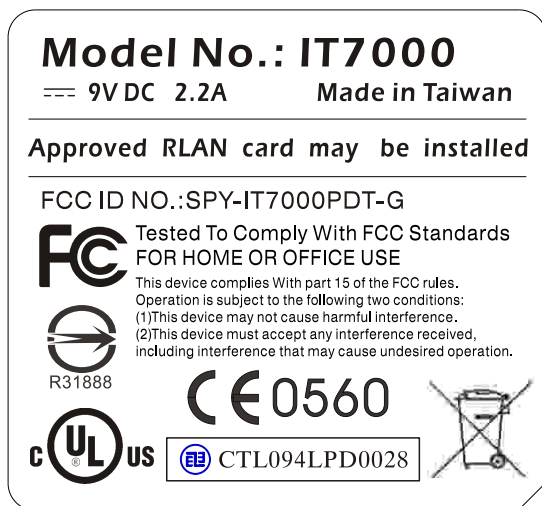 Model No.: IT7000
9V DC 2.2A Made in Taiwan
Approved RLAN card may be installed
FCC ID NO.:SPY-IT7000PDT-G
FC Tested To Comply With FCC Standards
FOR HOME OR OFFICE USE
This device complies With part 15 of the FCC rules.
Operation is subject to the following two conditions:
(1)This device may not cause harmful interference.
(2)This device must accept any interference received,
including interference that may cause undesired operation.
R31888
CE0560
C UL US
CTL094LPD0028